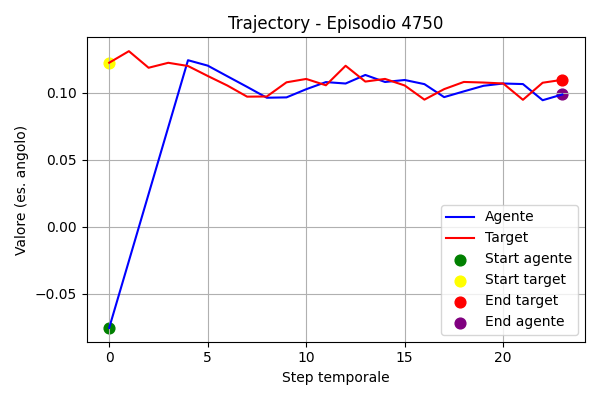 Trajectory - Episodio 4750
Valore (es. angolo)
0.10
0.05
0.00
−0.05
0
5
10
15
20
Step temporale
Agente
Target
Start agente
Start target
End target
End agente